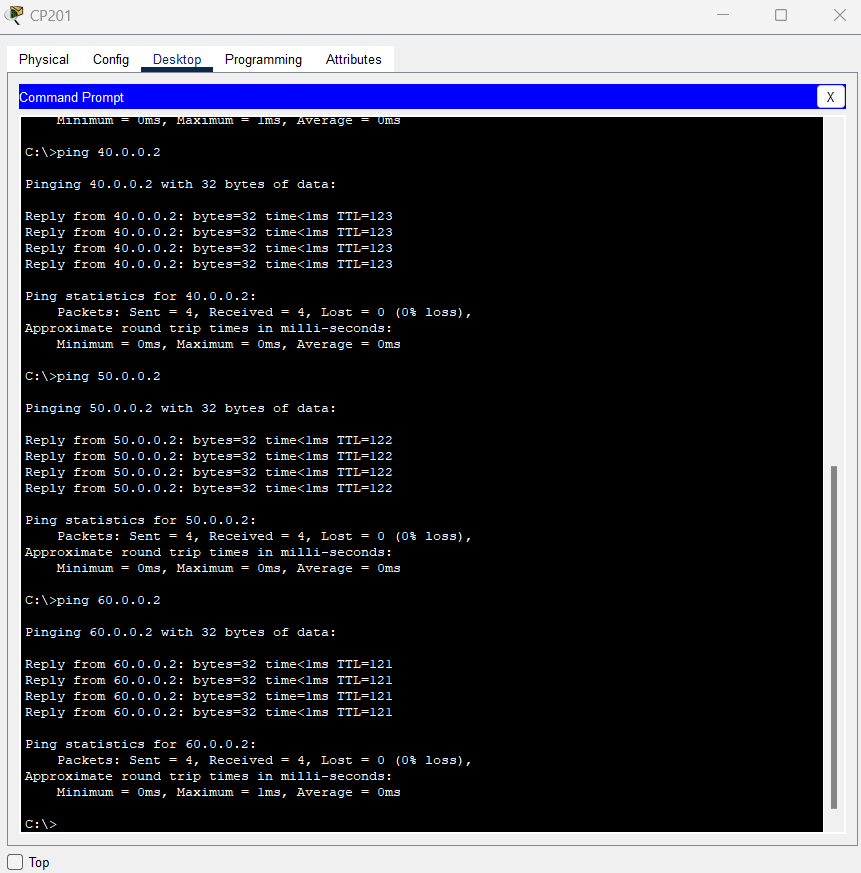 CP201
Physical Config Desktop Programming Attributes
Command Prompt X
Minimum = 0ms, Maximum = 1ms, Average = 0ms
C:\>ping 40.0.0.2
Pinging 40.0.0.2 with 32 bytes of data:
Reply from 40.0.0.2: bytes=32 time<1ms TTL=123
Reply from 40.0.0.2: bytes=32 time<1ms TTL=123
Reply from 40.0.0.2: bytes=32 time<1ms TTL=123
Reply from 40.0.0.2: bytes=32 time<1ms TTL=123
Ping statistics for 40.0.0.2:
Packets: Sent = 4, Received = 4, Lost = 0 (0% loss),
Approximate round trip times in milli-seconds:
Minimum = 0ms, Maximum = 0ms, Average = 0ms
C:\>ping 50.0.0.2
Pinging 50.0.0.2 with 32 bytes of data:
Reply from 50.0.0.2: bytes=32 time<1ms TTL=122
Reply from 50.0.0.2: bytes=32 time<1ms TTL=122
Reply from 50.0.0.2: bytes=32 time<1ms TTL=122
Reply from 50.0.0.2: bytes=32 time<1ms TTL=122
Ping statistics for 50.0.0.2:
Packets: Sent = 4, Received = 4, Lost = 0 (0% loss),
Approximate round trip times in milli-seconds:
Minimum = 0ms, Maximum = 0ms, Average = 0ms
C:\>ping 60.0.0.2
Pinging 60.0.0.2 with 32 bytes of data:
Reply from 60.0.0.2: bytes=32 time<1ms TTL=121
Reply from 60.0.0.2: bytes=32 time<1ms TTL=121
Reply from 60.0.0.2: bytes=32 time=1ms TTL=121
Reply from 60.0.0.2: bytes=32 time<1ms TTL=121
Ping statistics for 60.0.0.2:
Packets: Sent = 4, Received = 4, Lost = 0 (0% loss),
Approximate round trip times in milli-seconds:
Minimum = 0ms, Maximum = 1ms, Average = 0ms
C:\>
Top